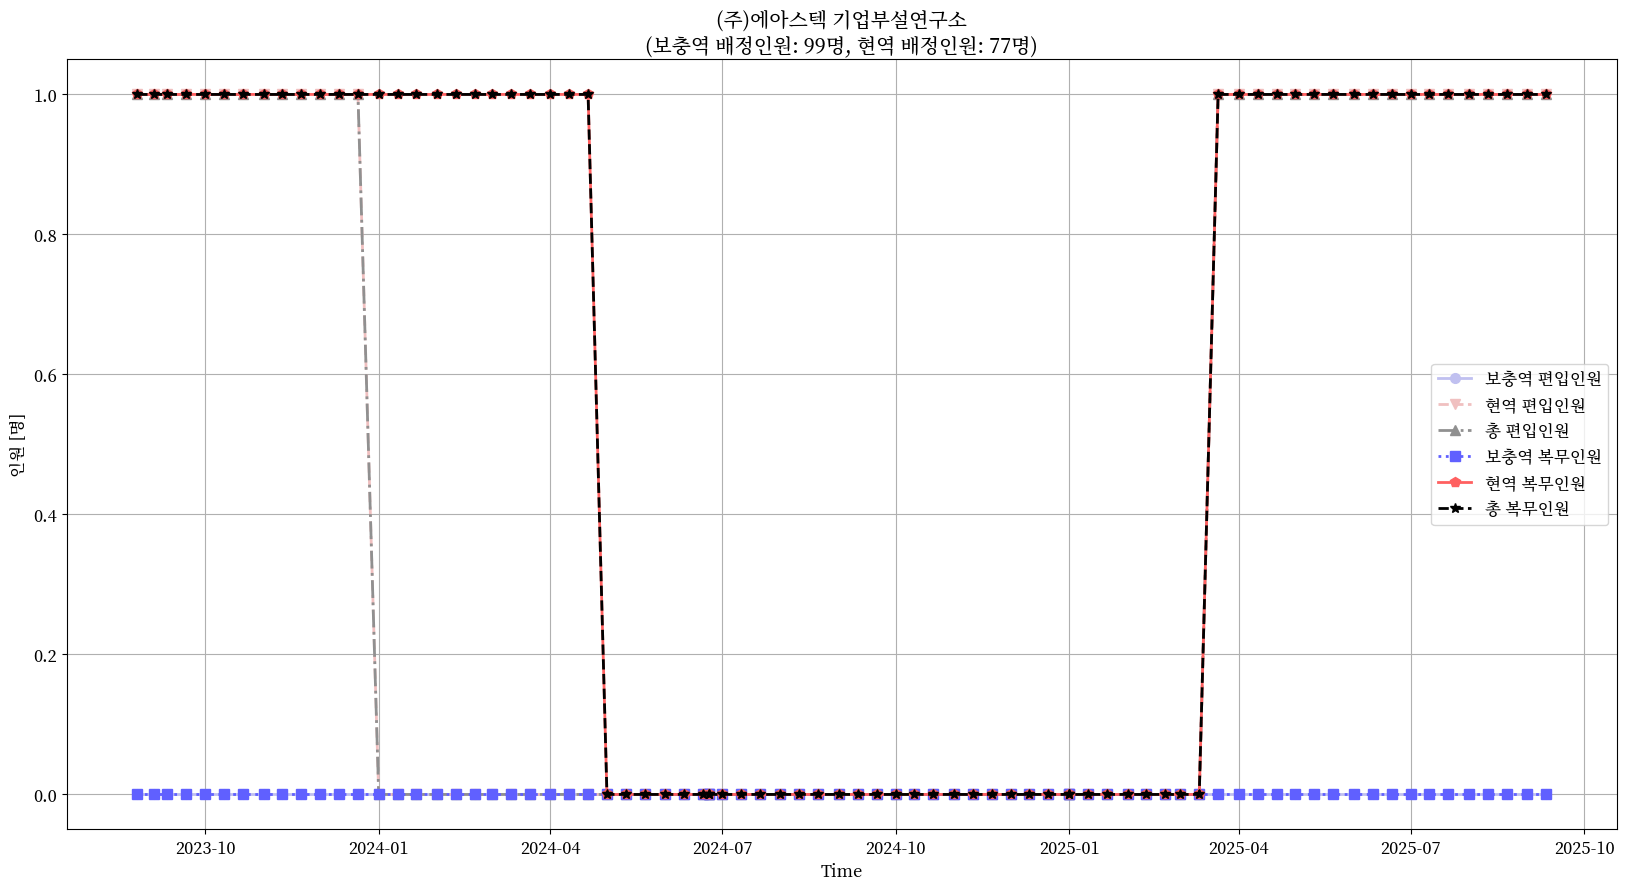 (주)에아스텍 기업부설연구소
(보충역 배정인원: 99명, 현역 배정인원: 77명)
1.0
0.8
0.6
0.4
0.2
0.0
인원 [명]
보충역 편입인원
현역 편입인원
총 편입인원
보충역 복무인원
현역 복무인원
총 복무인원
2023-10
2024-01
2024-04
2024-07
2024-10
2025-01
2025-04
2025-07
2025-10
Time